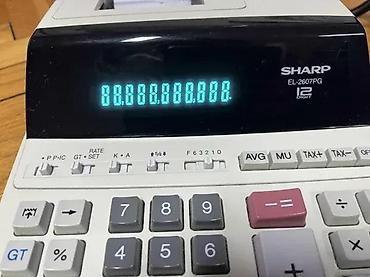 88.888.888.888.
SHARP
EL-2607PG
12
DIGIT
RATE
• P P•IC GT • SET K • A F 6 3 2 1 0
AVG MU TAX+ TAX-
→ 7 8 9 -= ÷
GT % 4 5 6 + ×